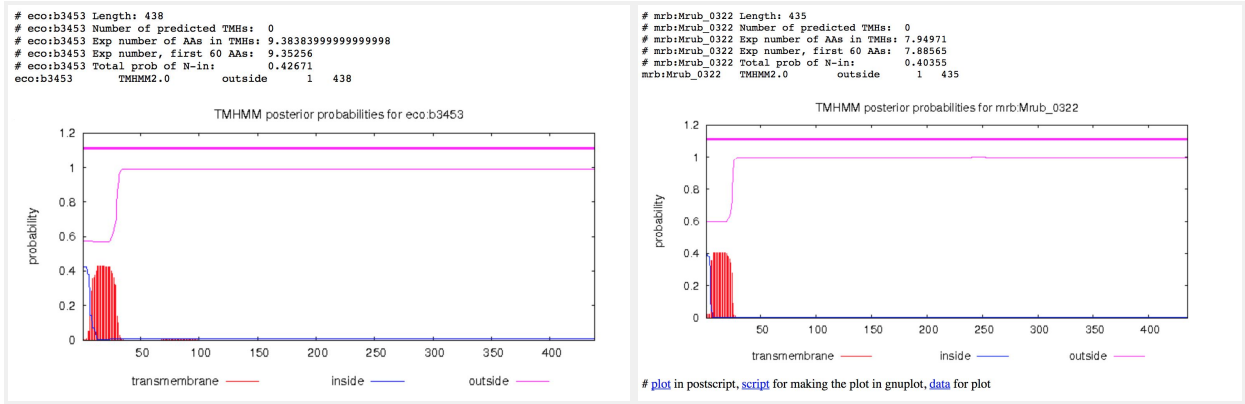 # eco:b3453 Length: 438
# eco:b3453 Number of predicted TMHs:  0
# eco:b3453 Exp number of AAs in TMHs: 9.38383999999999998
# eco:b3453 Exp number, first 60 AAs:  9.35256
# eco:b3453 Total prob of N-in:        0.42671
eco:b3453 TMHMM2.0 outside 1 438
TMHMM posterior probabilities for eco:b3453
1.2
1
0.8
0.6
0.4
0.2
0
probability
50 100 150 200 250 300 350 400
transmembrane inside outside
# mrb:Mrub_0322 Length: 435
# mrb:Mrub_0322 Number of predicted TMHs:  0
# mrb:Mrub_0322 Exp number of AAs in TMHs: 7.94971
# mrb:Mrub_0322 Exp number, first 60 AAs:  7.88565
# mrb:Mrub_0322 Total prob of N-in:        0.40355
mrb:Mrub_0322 TMHMM2.0 outside 1 435
TMHMM posterior probabilities for mrb:Mrub_0322
1.2
1
0.8
0.6
0.4
0.2
0
probability
50 100 150 200 250 300 350 400
transmembrane inside outside
# plot in postscript, script for making the plot in gnuplot, data for plot